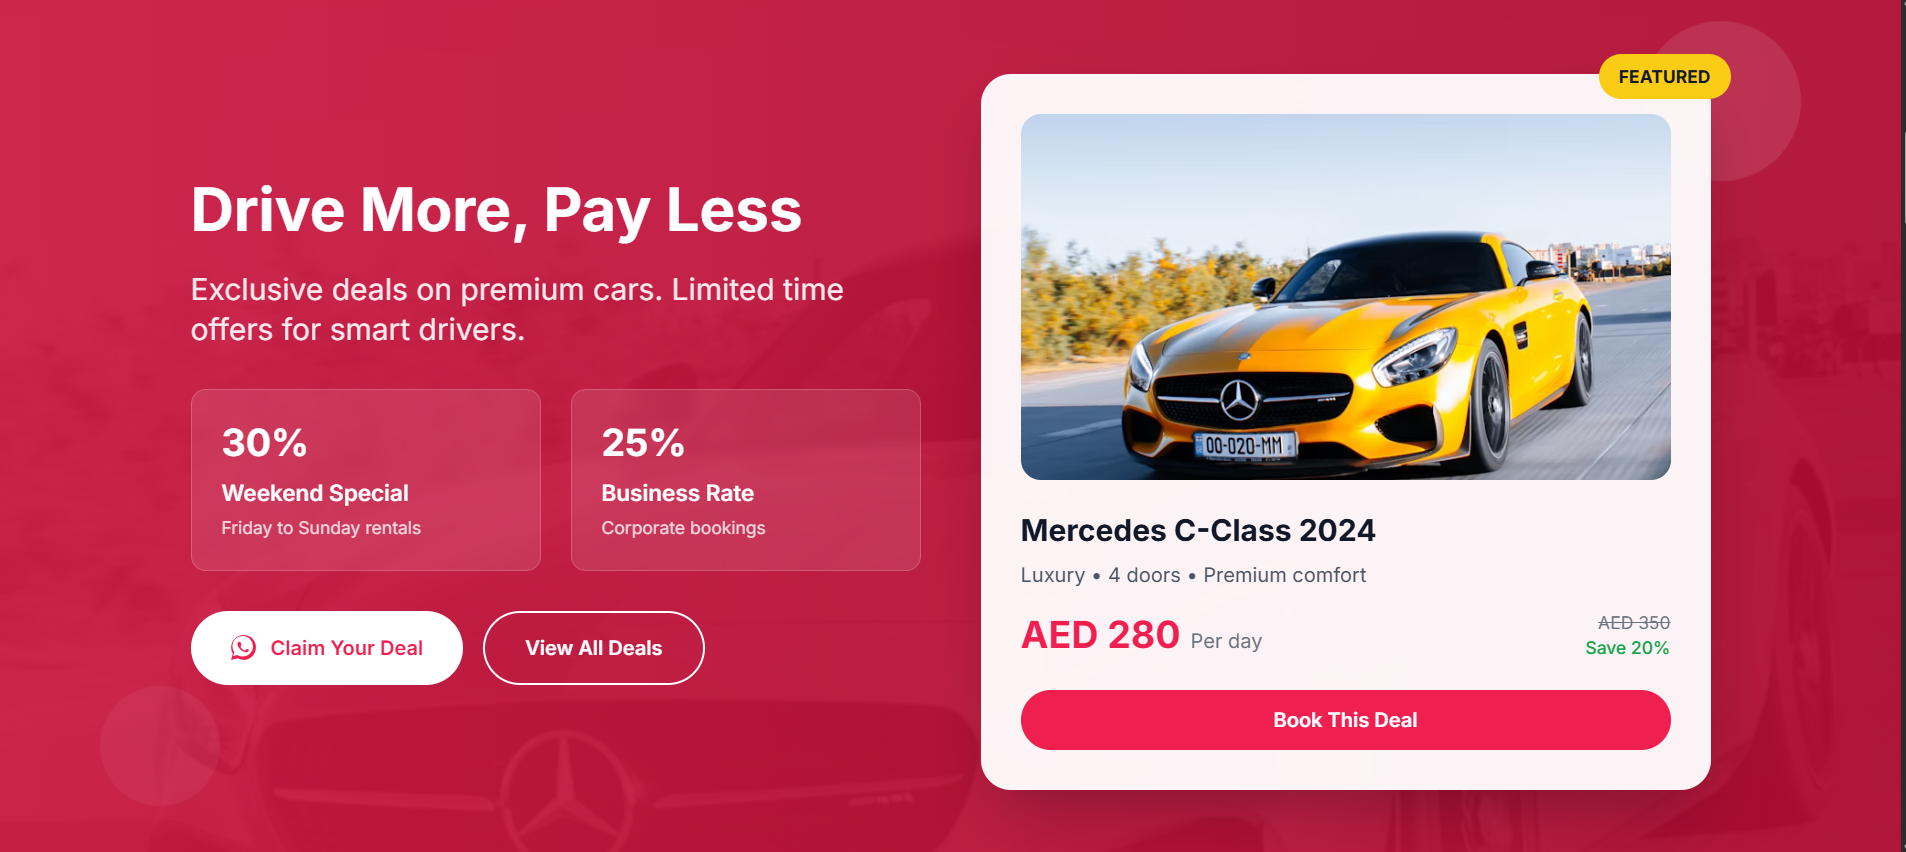 Drive More, Pay Less
Exclusive deals on premium cars. Limited time
offers for smart drivers.
30%
Weekend Special
Friday to Sunday rentals
25%
Business Rate
Corporate bookings
Claim Your Deal
View All Deals
FEATURED
00-020-MM
Mercedes C-Class 2024
Luxury • 4 doors • Premium comfort
AED 280 Per day
AED 350
Save 20%
Book This Deal